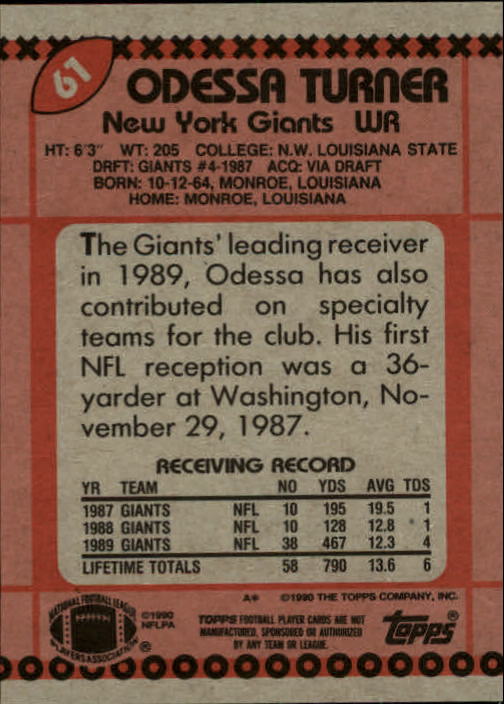 61
ODESSA TURNER
New York Giants WR
HT: 6'3" WT: 205 COLLEGE: N.W. LOUISIANA STATE
DRFT: GIANTS #4-1987 ACQ: VIA DRAFT
BORN: 10-12-64, MONROE, LOUISIANA
HOME: MONROE, LOUISIANA
The Giants' leading receiver
in 1989, Odessa has also
contributed on specialty
teams for the club. His first
NFL reception was a 36-
yarder at Washington, No-
vember 29, 1987.
RECEIVING RECORD
YR TEAM NO YDS AVG TDS
1987 GIANTS NFL 10 195 19.5 1
1988 GIANTS NFL 10 128 12.8 1
1989 GIANTS NFL 38 467 12.3 4
LIFETIME TOTALS 58 790 13.6 6
A* ©1990 THE TOPPS COMPANY, INC.
NATIONAL FOOTBALL LEAGUE
PLAYERS ASSOCIATION ®
©1990
NFLPA
TOPPS FOOTBALL PLAYER CARDS ARE NOT
MANUFACTURED, SPONSORED OR AUTHORIZED
BY ANY TEAM OR LEAGUE.
topps®